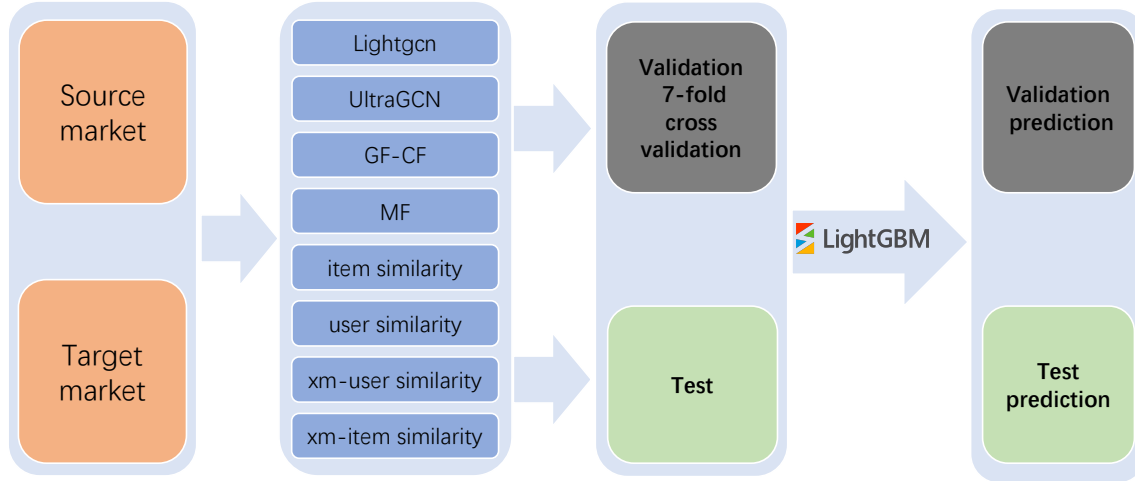 Source
market
Target
market
Lightgcn
UltraGCN
GF-CF
MF
item similarity
user similarity
xm-user similarity
xm-item similarity
Validation
7-fold
cross
validation
Test
LightGBM
Validation
prediction
Test
prediction